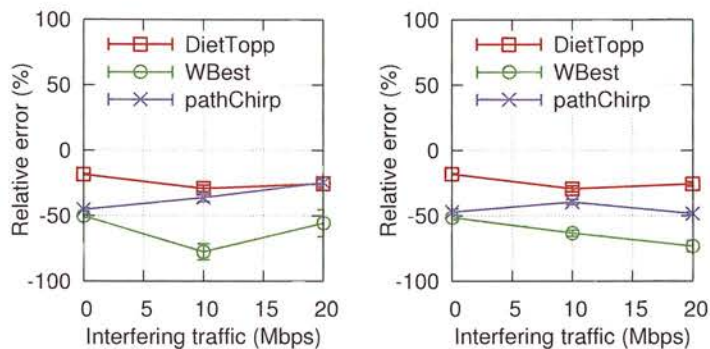 100
50
0
-50
-100
Relative error (%)
DietTopp
WBest
pathChirp
0 5 10 15 20
Interfering traffic (Mbps)
100
50
0
-50
-100
Relative error (%)
DietTopp
WBest
pathChirp
0 5 10 15 20
Interfering traffic (Mbps)